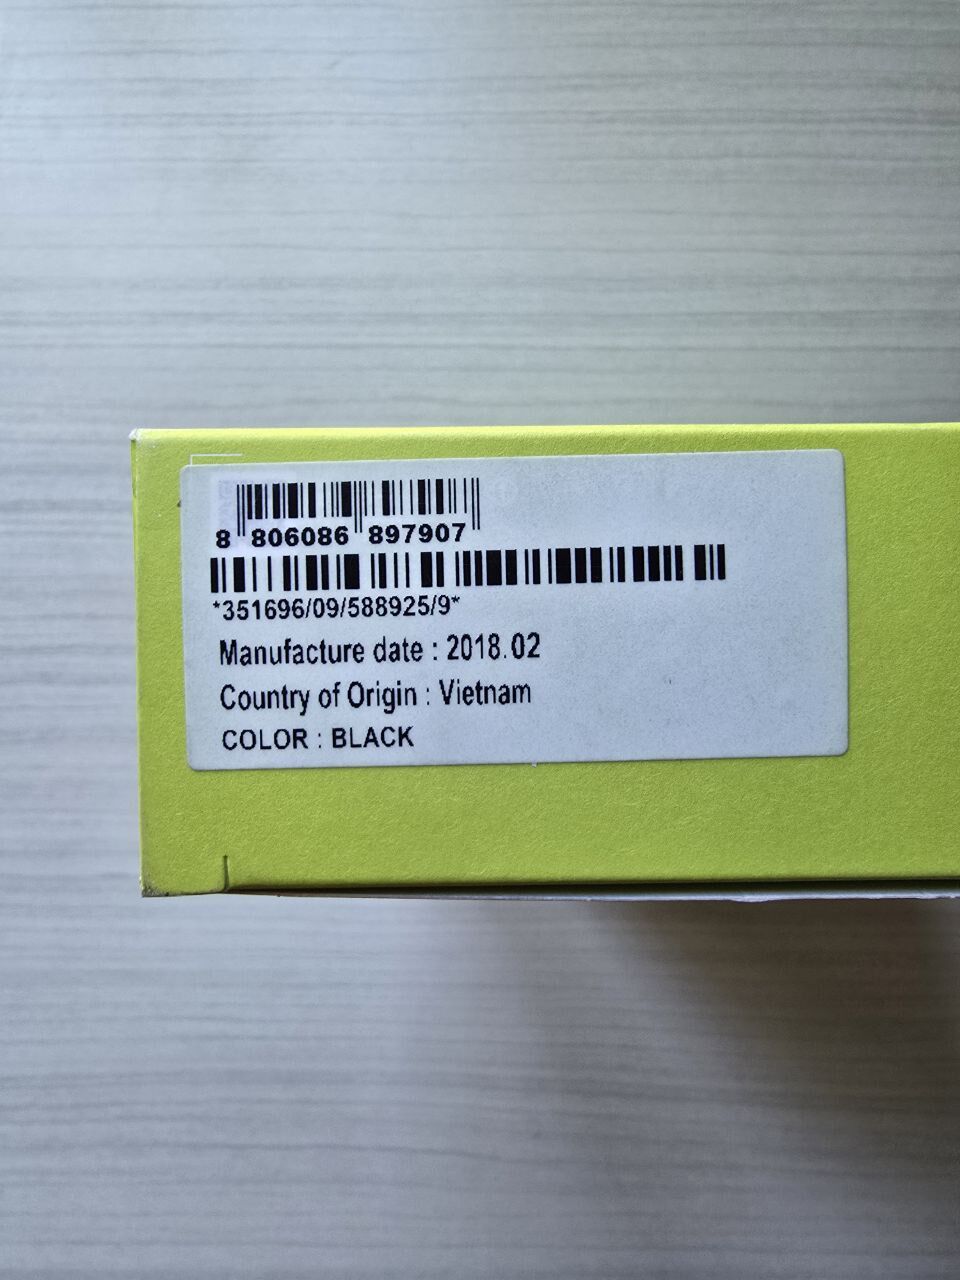 8 806086 897907
*351696/09/588925/9*
Manufacture date : 2018.02
Country of Origin : Vietnam
COLOR : BLACK